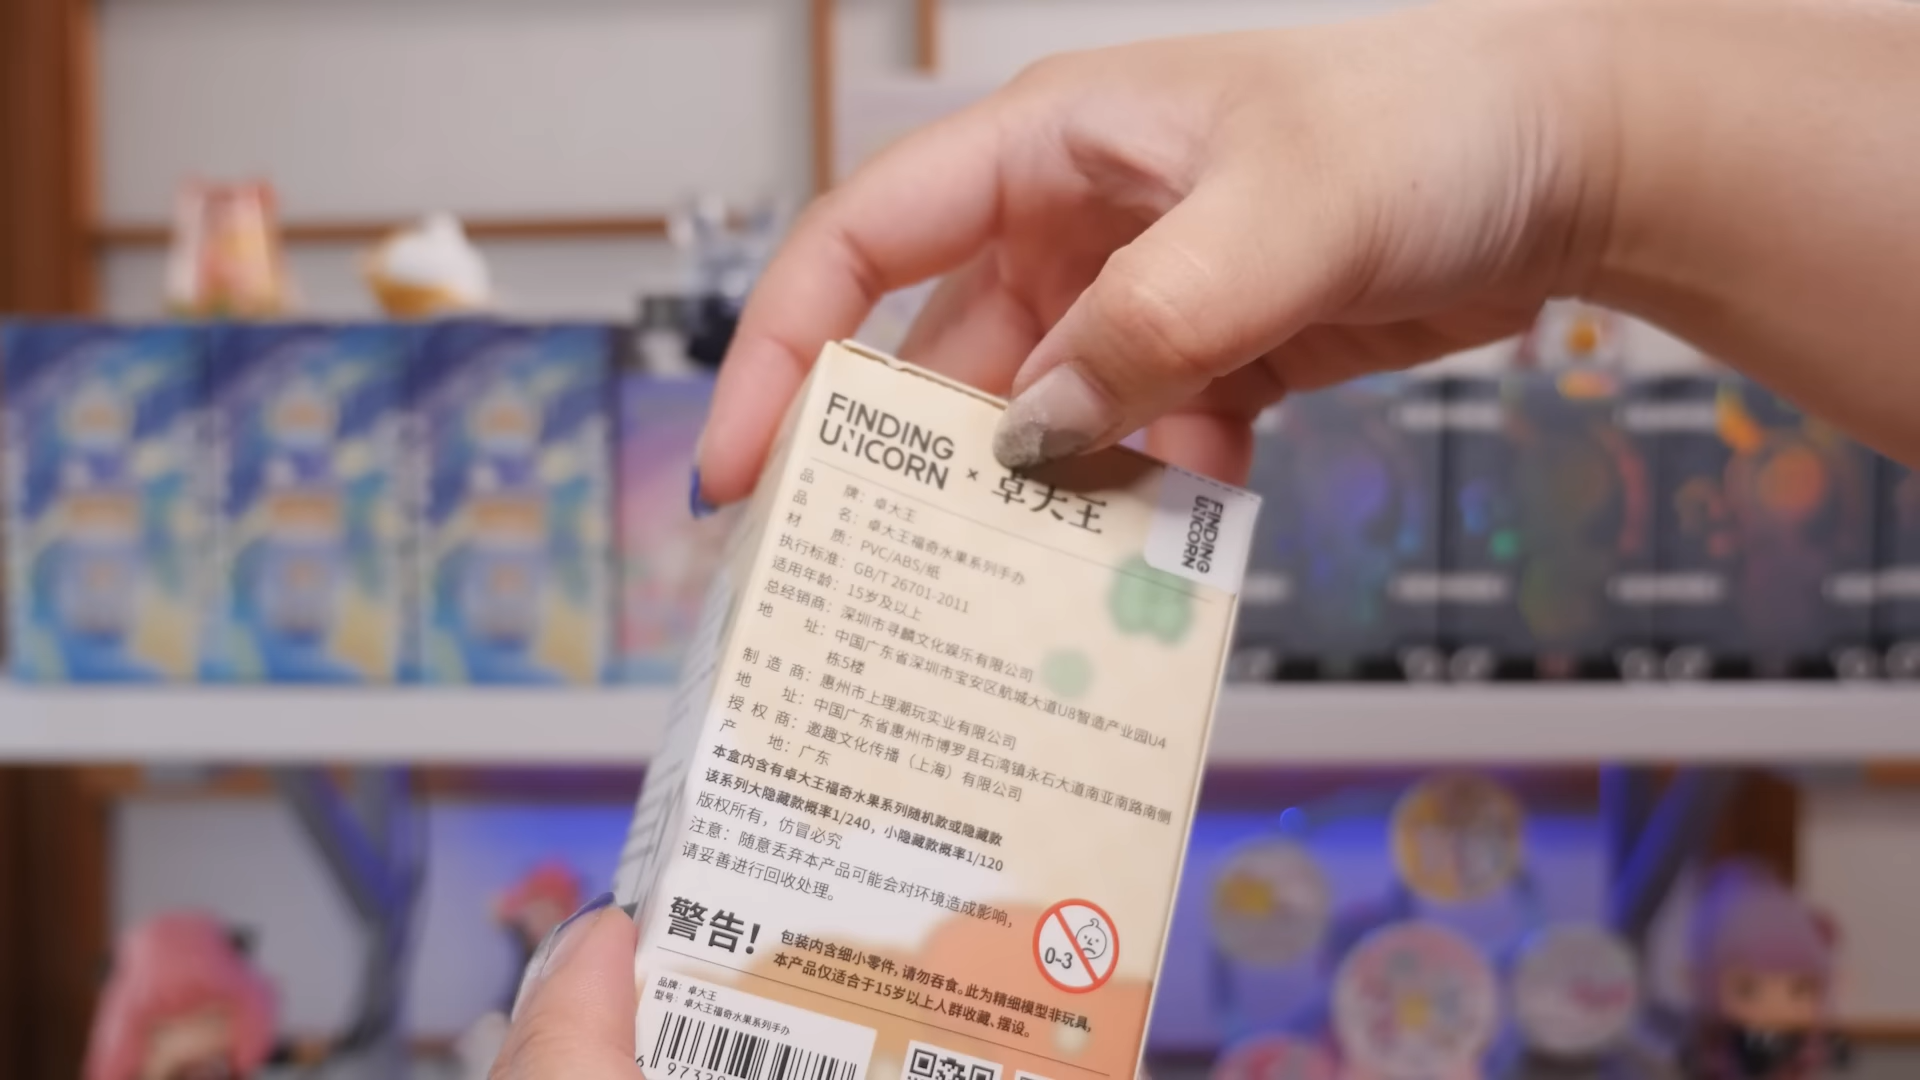 FINDING
UNICORN × 卓大王
FINDING
UNICORN
品 牌：卓大王
品 名：卓大王福奇水果系列手办
材 质：PVC/ABS/纸
执行标准：GB/T 26701-2011
适用年龄：15岁及以上
总经销商：深圳市寻麟文化娱乐有限公司
地 址：中国广东省深圳市宝安区航城大道U8智造产业园U4
栋5楼
制 造 商：惠州市上理潮玩实业有限公司
地 址：中国广东省惠州市博罗县石湾镇永石大道南亚南路南侧
授 权 商：邀趣文化传播（上海）有限公司
产 地：广东
本盒内含有卓大王福奇水果系列随机款或隐藏款
该系列大隐藏款概率1/240，小隐藏款概率1/120
版权所有，仿冒必究
注意：随意丢弃本产品可能会对环境造成影响，
请妥善进行回收处理。
0-3
警告!
包装内含细小零件，请勿吞食。此为精细模型非玩具，
本产品仅适合于15岁以上人群收藏、摆设。
品牌：卓大王
型号：卓大王福奇水果系列手办